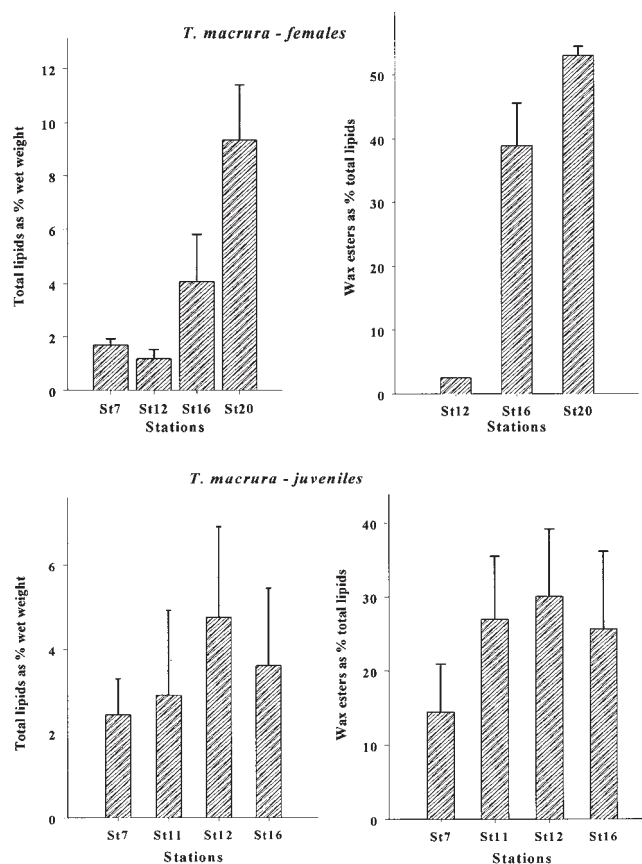 T. macrura - females
Total lipids as % wet weight
12
10
8
6
4
2
0
St7 St12 St16 St20
Stations
Wax esters as % total lipids
50
40
30
20
10
0
St12 St16 St20
Stations
T. macrura - juveniles
Total lipids as % wet weight
6
4
2
0
St7 St11 St12 St16
Stations
Wax esters as % total lipids
40
30
20
10
0
St7 St11 St12 St16
Stations